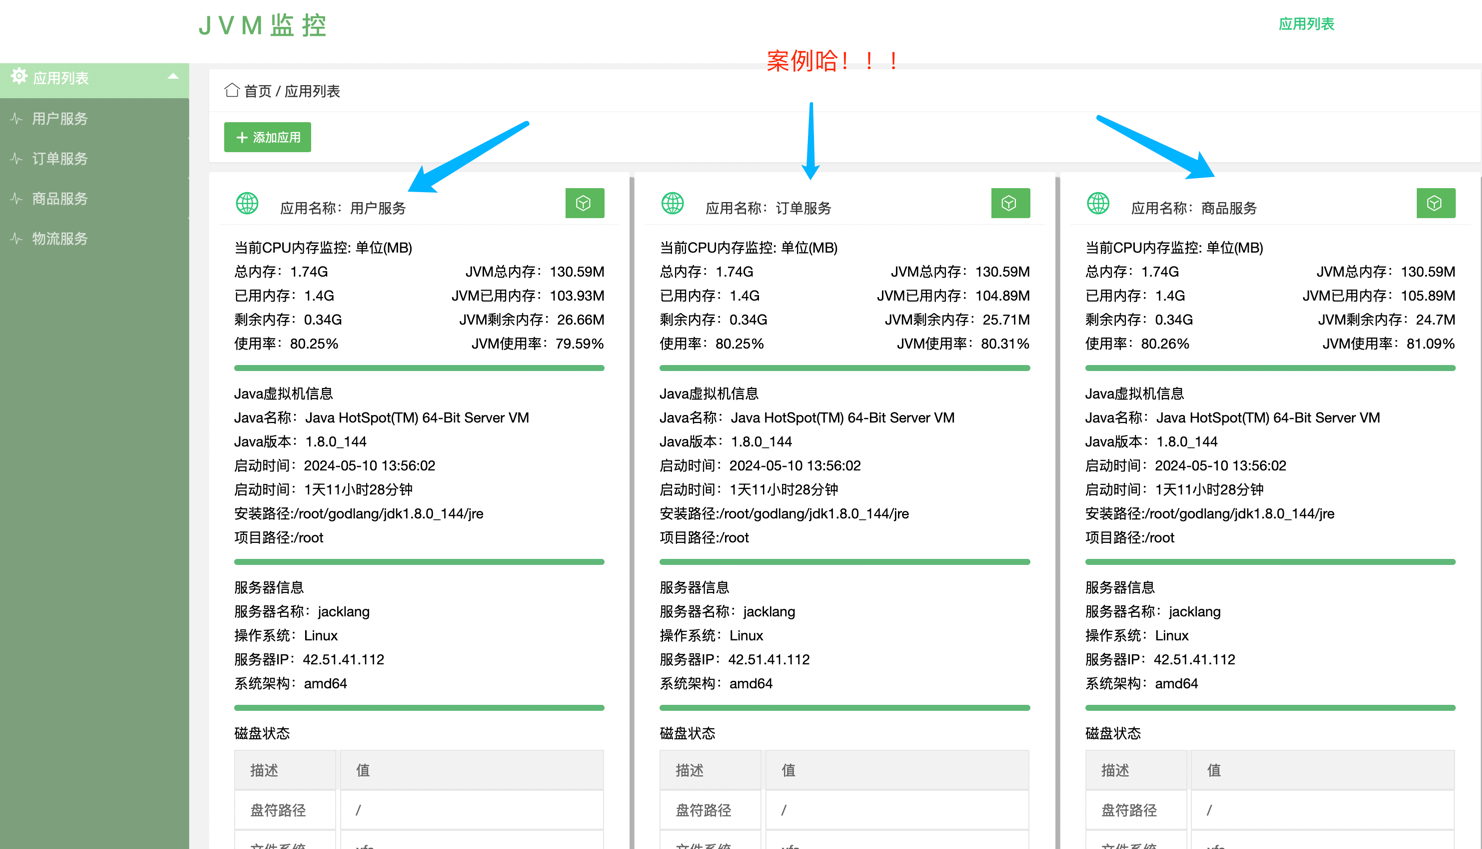 JVM监控
应用列表
案例哈！！！
应用列表
用户服务
订单服务
商品服务
物流服务
首页 / 应用列表
添加应用
应用名称：用户服务
当前CPU内存监控: 单位(MB)
总内存：1.74G JVM总内存：130.59M
已用内存：1.4G JVM已用内存：103.93M
剩余内存：0.34G JVM剩余内存：26.66M
使用率：80.25% JVM使用率：79.59%
Java虚拟机信息
Java名称：Java HotSpot(TM) 64-Bit Server VM
Java版本：1.8.0_144
启动时间：2024-05-10 13:56:02
启动时间：1天11小时28分钟
安装路径:/root/godlang/jdk1.8.0_144/jre
项目路径:/root
服务器信息
服务器名称：jacklang
操作系统：Linux
服务器IP：42.51.41.112
系统架构：amd64
磁盘状态
描述 值
盘符路径 /
应用名称：订单服务
当前CPU内存监控: 单位(MB)
总内存：1.74G JVM总内存：130.59M
已用内存：1.4G JVM已用内存：104.89M
剩余内存：0.34G JVM剩余内存：25.71M
使用率：80.25% JVM使用率：80.31%
Java虚拟机信息
Java名称：Java HotSpot(TM) 64-Bit Server VM
Java版本：1.8.0_144
启动时间：2024-05-10 13:56:02
启动时间：1天11小时28分钟
安装路径:/root/godlang/jdk1.8.0_144/jre
项目路径:/root
服务器信息
服务器名称：jacklang
操作系统：Linux
服务器IP：42.51.41.112
系统架构：amd64
磁盘状态
描述 值
盘符路径 /
应用名称：商品服务
当前CPU内存监控: 单位(MB)
总内存：1.74G JVM总内存：130.59M
已用内存：1.4G JVM已用内存：105.89M
剩余内存：0.34G JVM剩余内存：24.7M
使用率：80.26% JVM使用率：81.09%
Java虚拟机信息
Java名称：Java HotSpot(TM) 64-Bit Server VM
Java版本：1.8.0_144
启动时间：2024-05-10 13:56:02
启动时间：1天11小时28分钟
安装路径:/root/godlang/jdk1.8.0_144/jre
项目路径:/root
服务器信息
服务器名称：jacklang
操作系统：Linux
服务器IP：42.51.41.112
系统架构：amd64
磁盘状态
描述 值
盘符路径 /